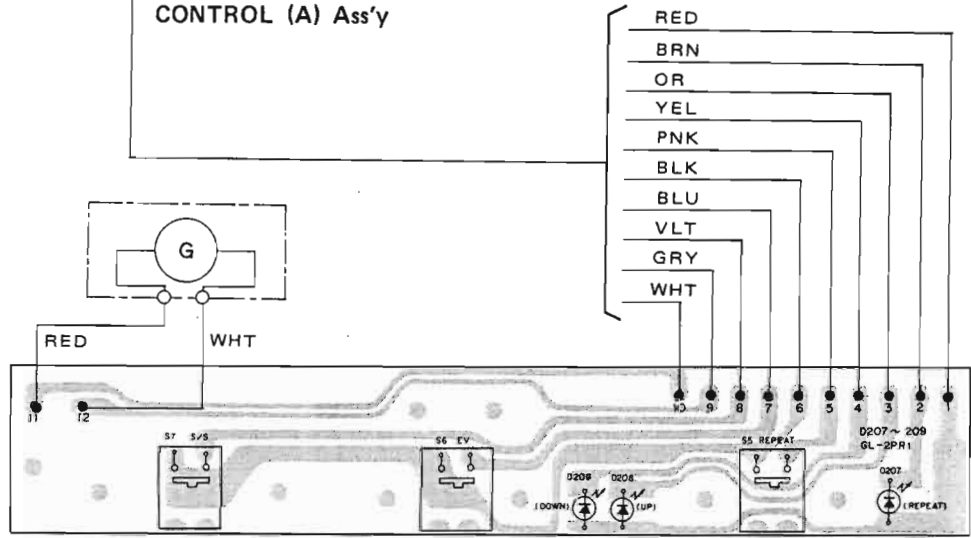 CONTROL (A) Ass'y
RED
BRN
OR
YEL
PNK
BLK
BLU
VLT
GRY
WHT
G
RED
WHT
11
12
10
9
8
7
6
5
4
3
2
1
D207~209
GL-2PR1
S7 S/S
S6 EV
S5 REPEAT
D209
(DOWN)
D208
(UP)
D207
(REPEAT)